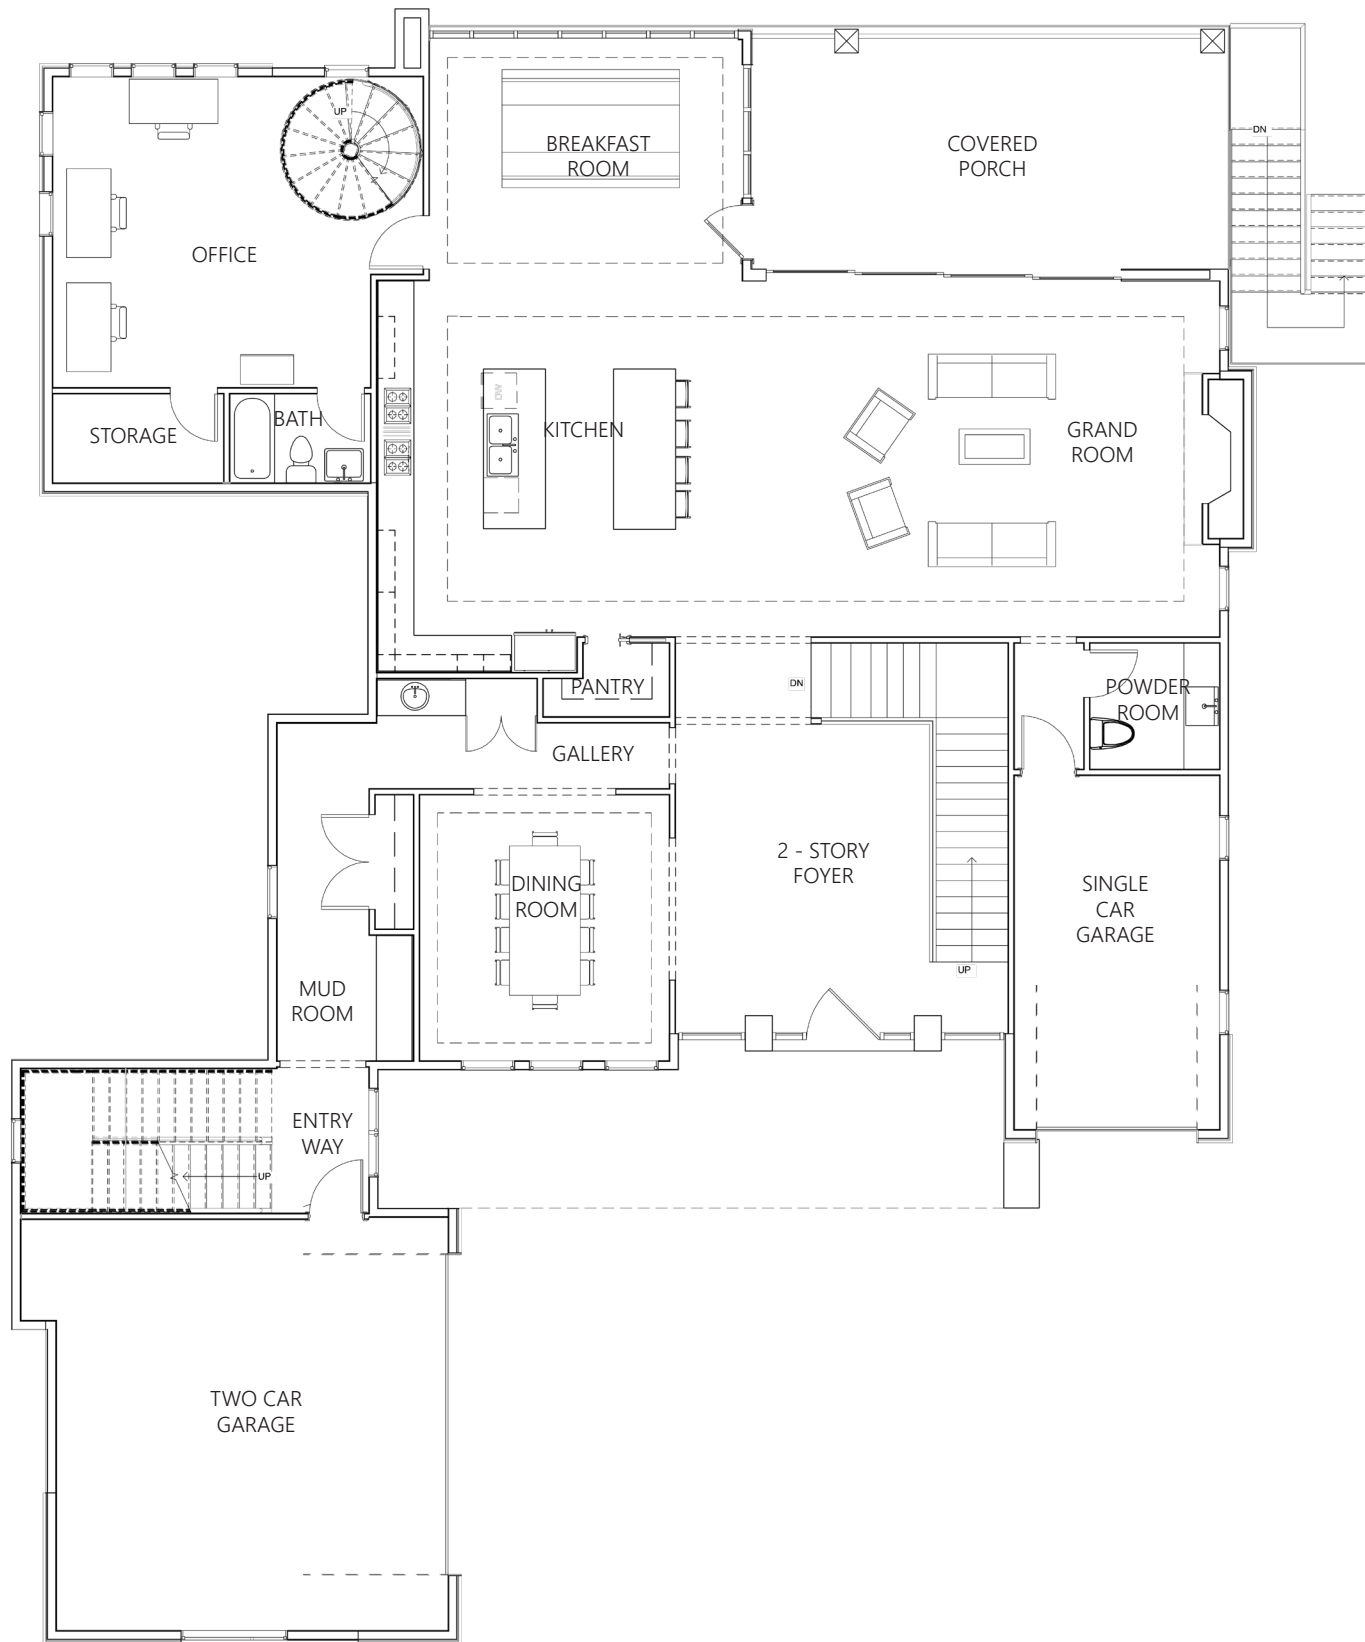 UP
DN
BREAKFAST
ROOM
COVERED
PORCH
OFFICE
DW
STORAGE
BATH
KITCHEN
GRAND
ROOM
PANTRY
DN
POWDER
ROOM
GALLERY
2 - STORY
FOYER
DINING
ROOM
SINGLE
CAR
GARAGE
UP
MUD
ROOM
ENTRY
WAY
UP
TWO CAR
GARAGE